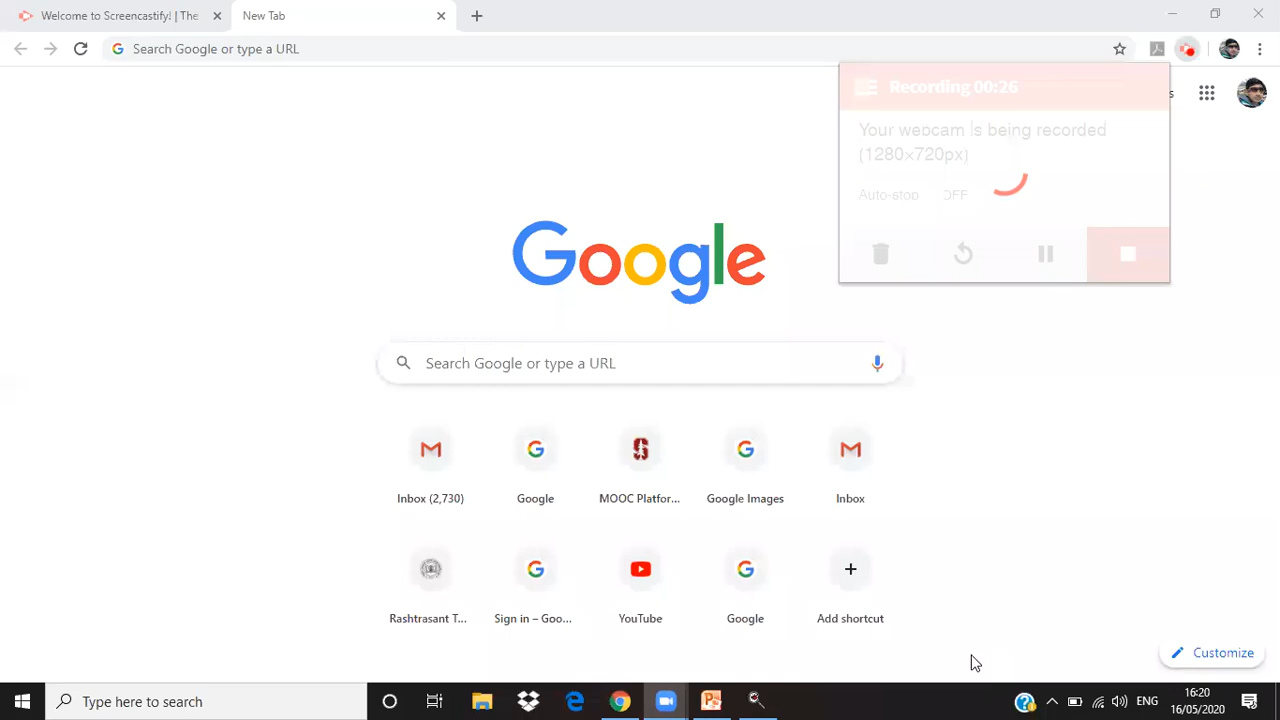 Welcome to Screencastify! | The
New Tab
Search Google or type a URL
Recording 00:26
s
Your webcam is being recorded
(1280×720px)
Auto-stop OFF
Google
Search Google or type a URL
Inbox (2,730)
Google
MOOC Platfor...
Google Images
Inbox
Rashtrasant T...
Sign in – Goo...
YouTube
Google
Add shortcut
Customize
Type here to search
ENG
16:20
16/05/2020